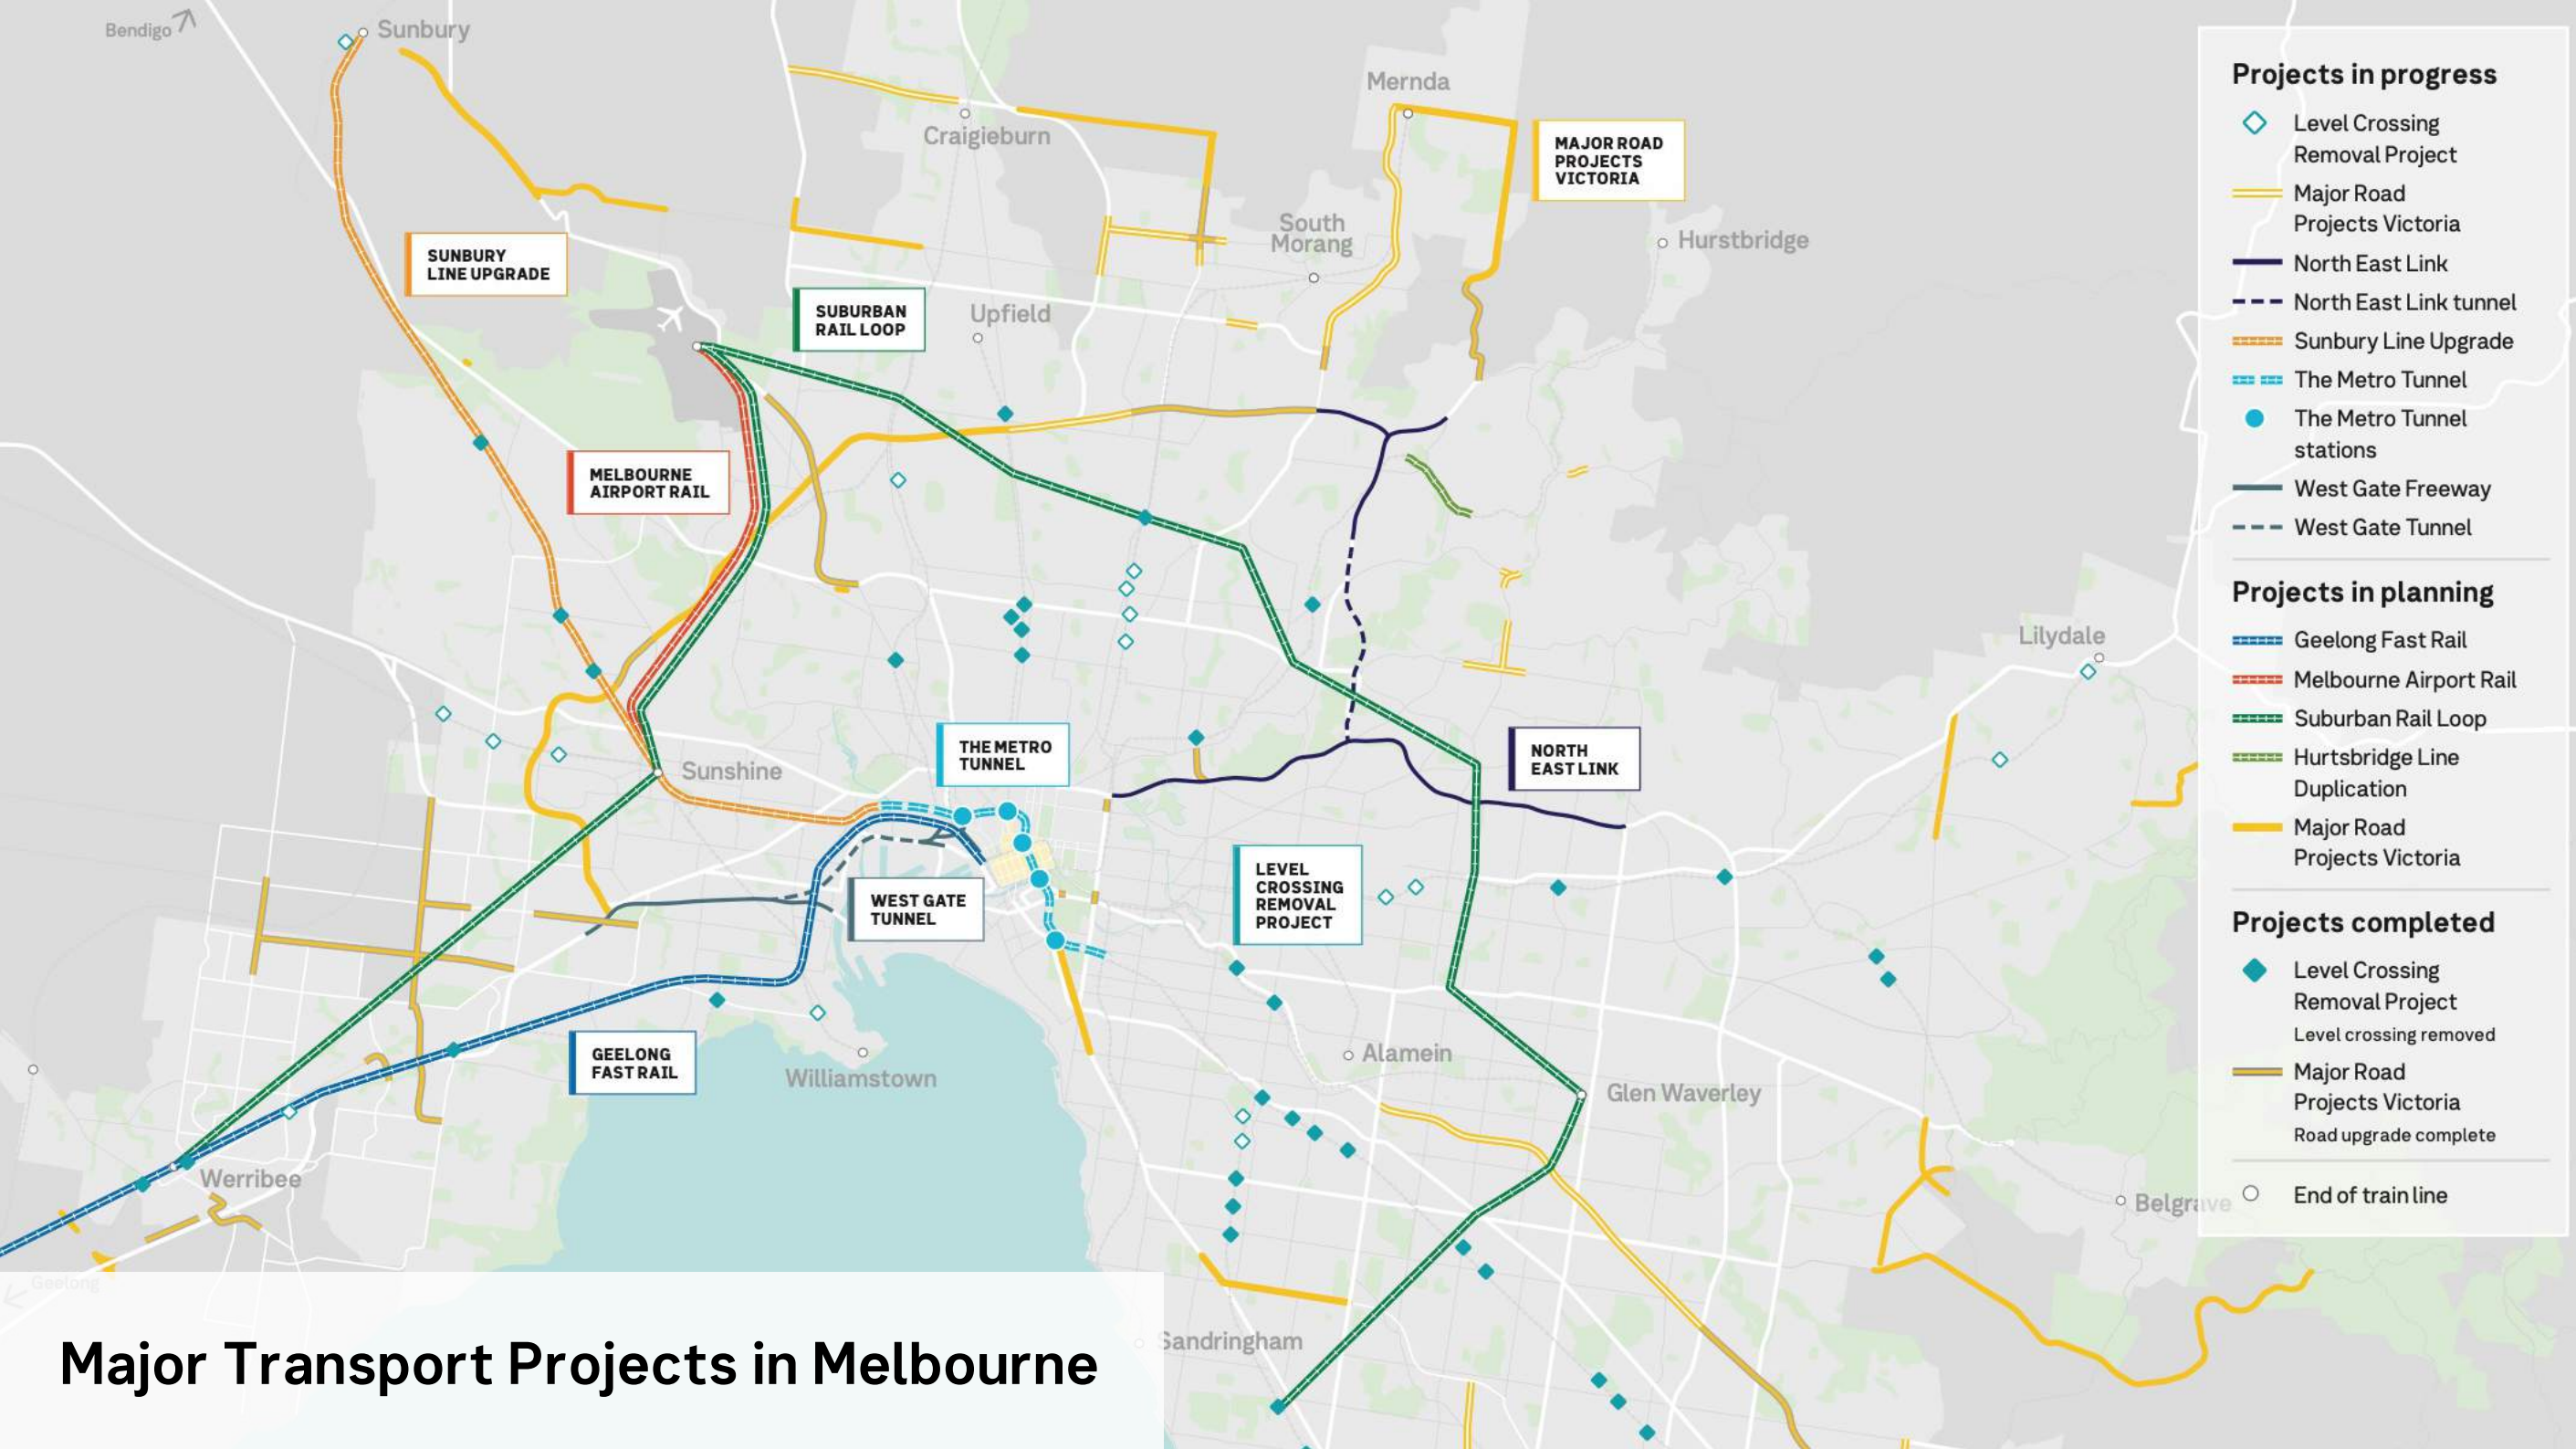 Bendigo
Sunbury
Mernda
Craigieburn
MAJOR ROAD
PROJECTS
VICTORIA
South
Morang
Hurstbridge
SUNBURY
LINE UPGRADE
SUBURBAN
RAIL LOOP
Upfield
MELBOURNE
AIRPORT RAIL
Lilydale
THE METRO
TUNNEL
NORTH
EAST LINK
Sunshine
LEVEL
CROSSING
REMOVAL
PROJECT
WEST GATE
TUNNEL
GEELONG
FAST RAIL
Williamstown
Alamein
Glen Waverley
Werribee
Belgrave
Geelong
Sandringham
Major Transport Projects in Melbourne
Projects in progress
Level Crossing
Removal Project
Major Road
Projects Victoria
North East Link
North East Link tunnel
Sunbury Line Upgrade
The Metro Tunnel
The Metro Tunnel
stations
West Gate Freeway
West Gate Tunnel
Projects in planning
Geelong Fast Rail
Melbourne Airport Rail
Suburban Rail Loop
Hurtsbridge Line
Duplication
Major Road
Projects Victoria
Projects completed
Level Crossing
Removal Project
Level crossing removed
Major Road
Projects Victoria
Road upgrade complete
End of train line